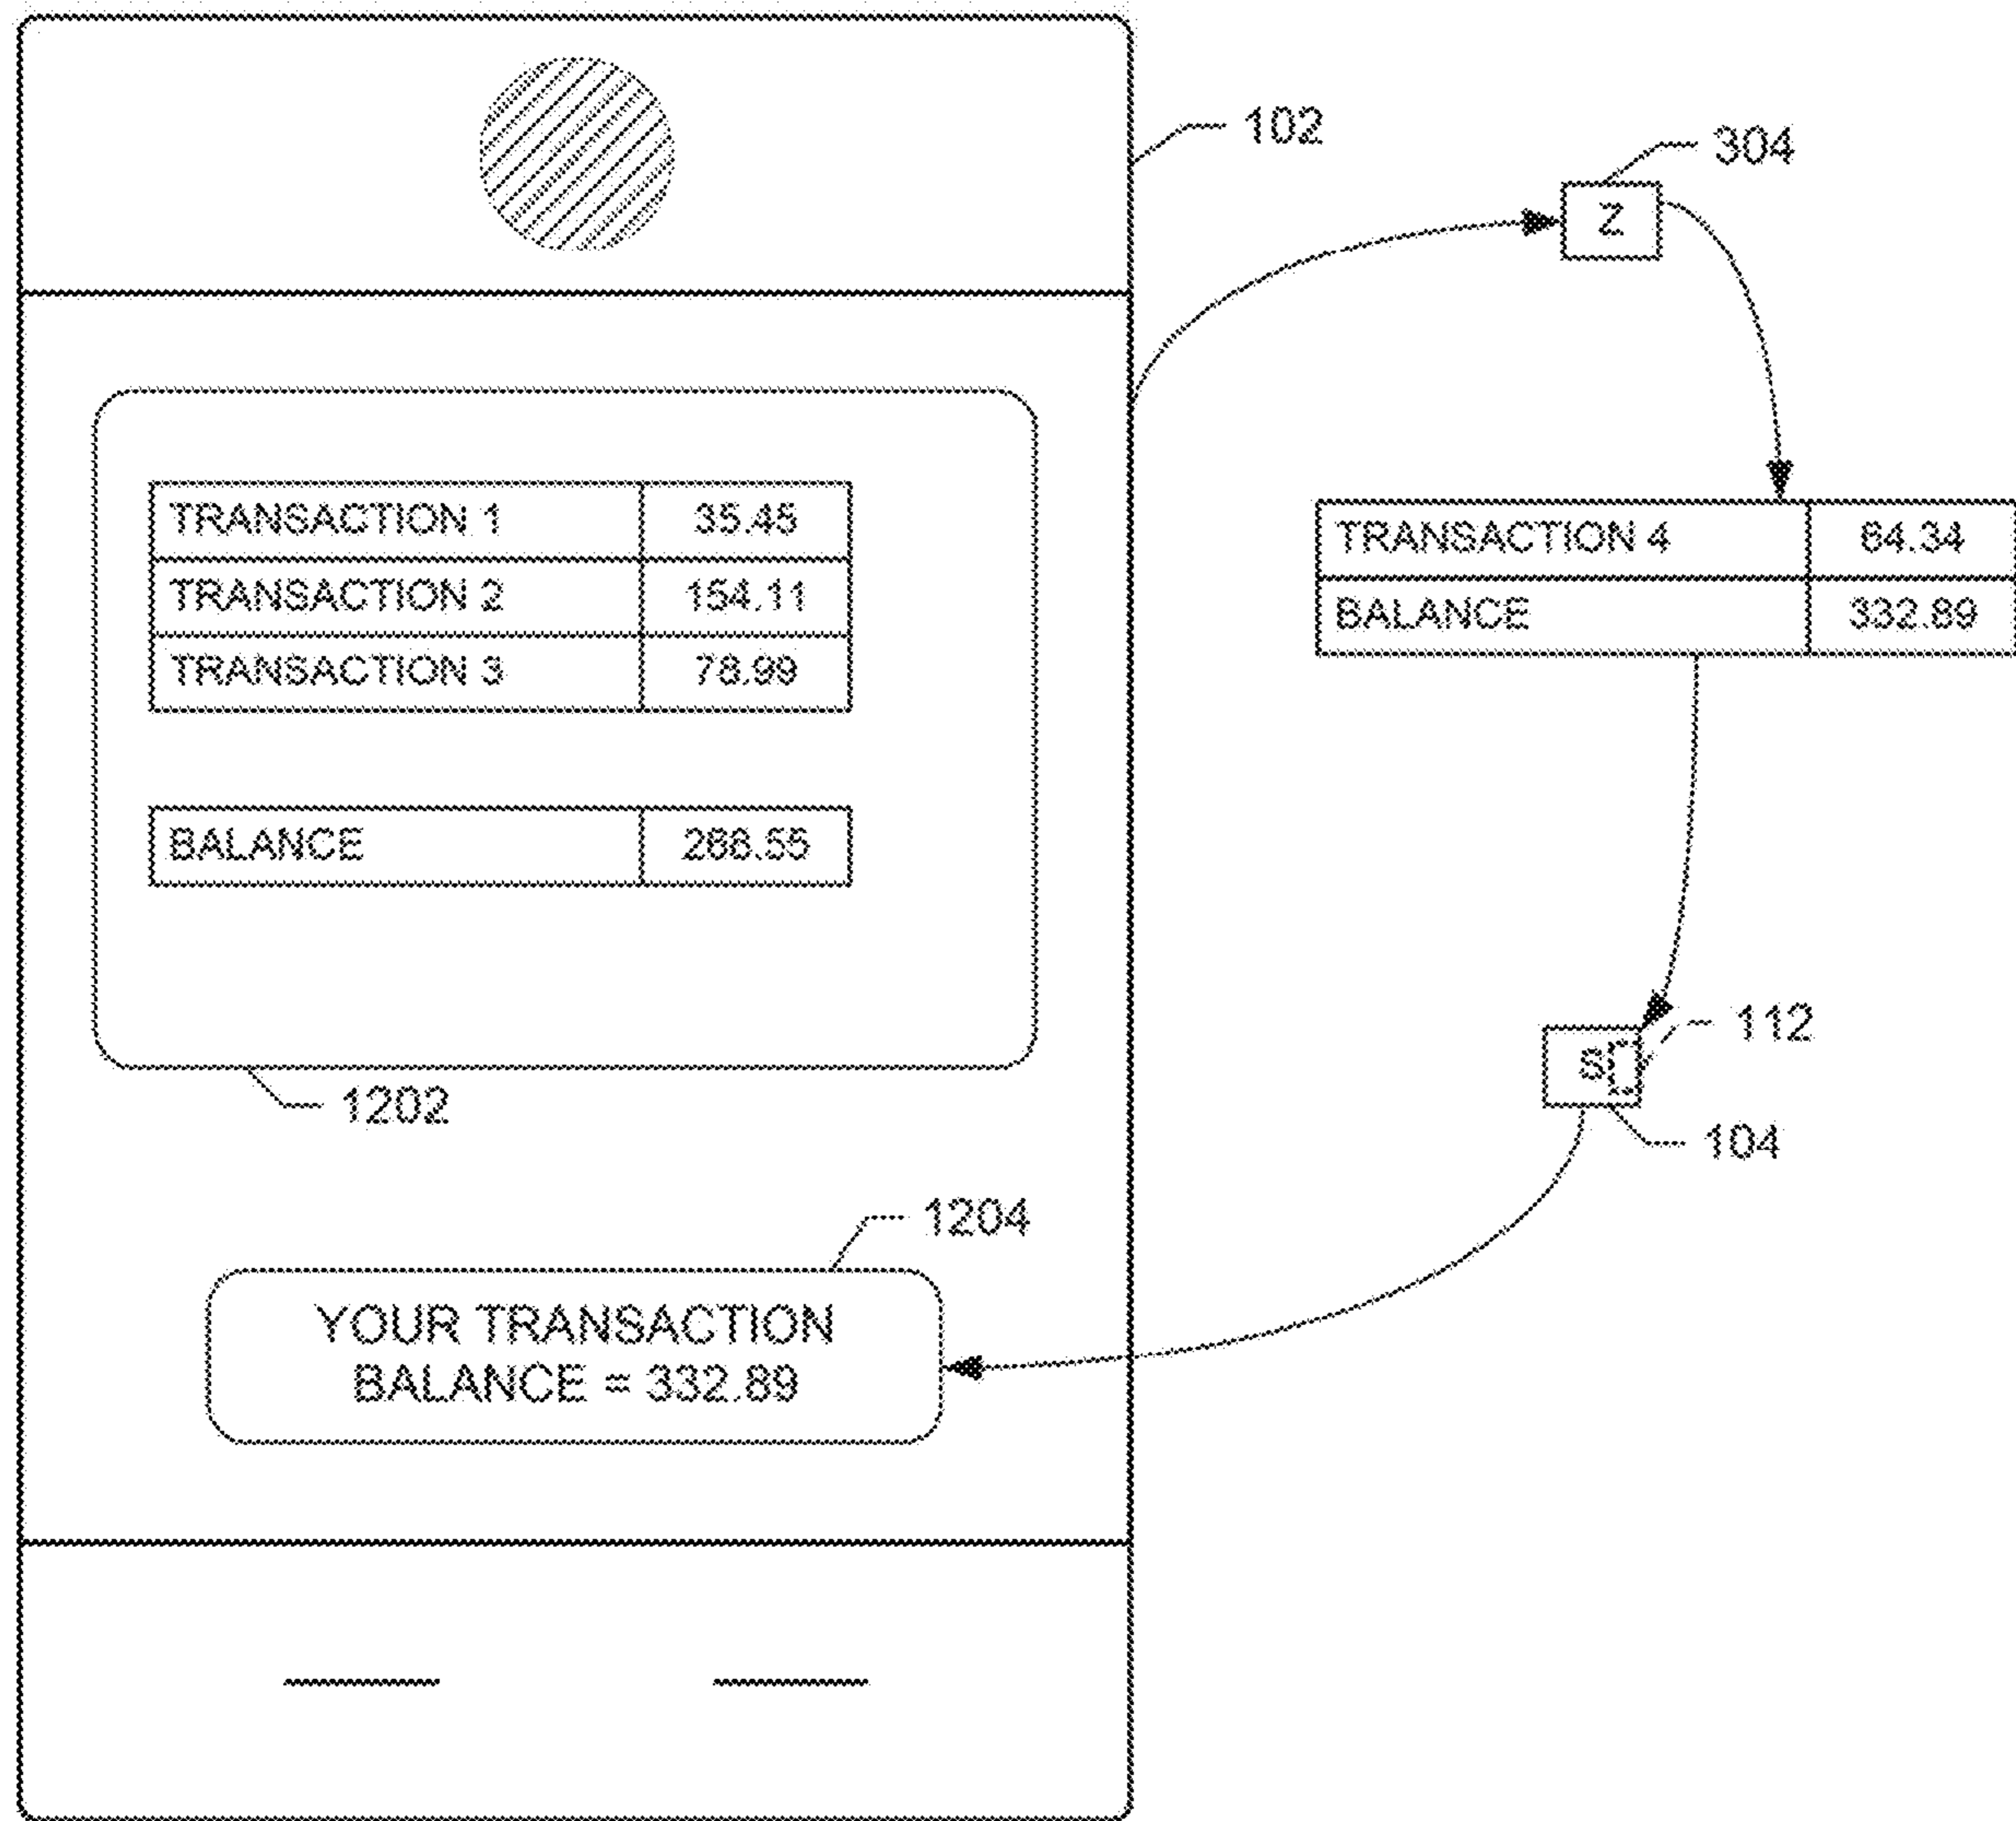 102
304
Z
TRANSACTION 1 35.45
TRANSACTION 2 154.11
TRANSACTION 3 78.99
TRANSACTION 4 64.34
BALANCE 332.89
BALANCE 268.55
1202
112
S
104
1204
YOUR TRANSACTION
BALANCE = 332.89